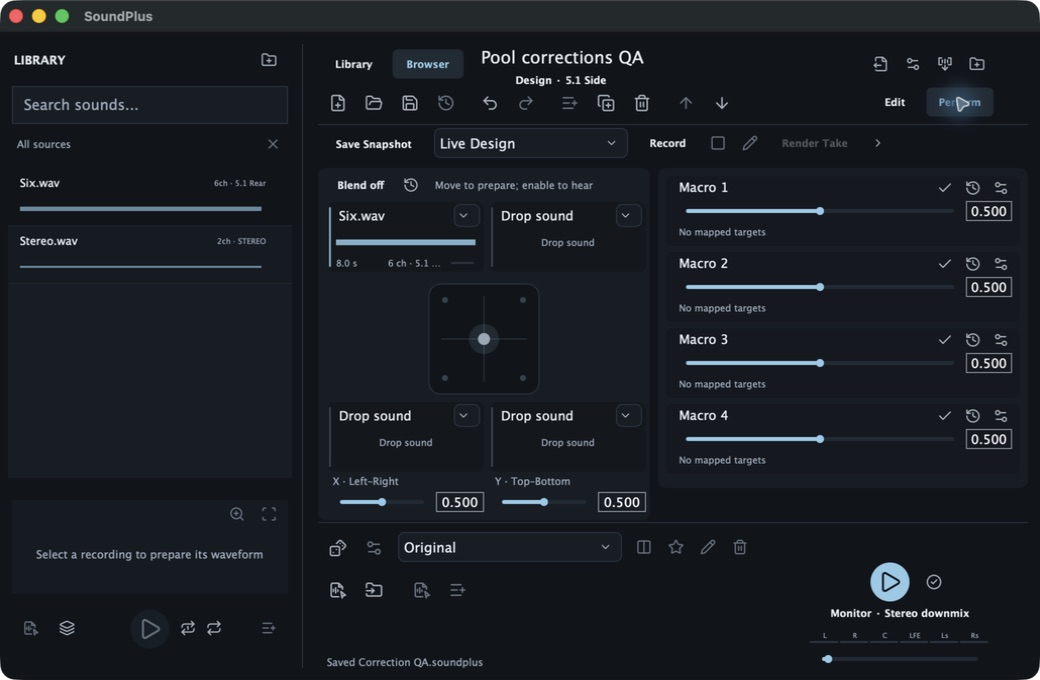 SoundPlus
LIBRARY
Search sounds...
All sources
Six.wav
6ch · 5.1 Rear
Stereo.wav
2ch · STEREO
Select a recording to prepare its waveform
Library
Browser
Pool corrections QA
Design · 5.1 Side
Edit
Perform
Save Snapshot
Live Design
Record
Render Take
Blend off
Move to prepare; enable to hear
Six.wav
8.0 s
6 ch · 5.1 ...
Drop sound
Drop sound
Drop sound
Drop sound
Drop sound
Drop sound
X · Left-Right
0.500
Y · Top-Bottom
0.500
Macro 1
0.500
No mapped targets
Macro 2
0.500
No mapped targets
Macro 3
0.500
No mapped targets
Macro 4
0.500
No mapped targets
Original
Monitor · Stereo downmix
L R C LFE Ls Rs
Saved Correction QA.soundplus